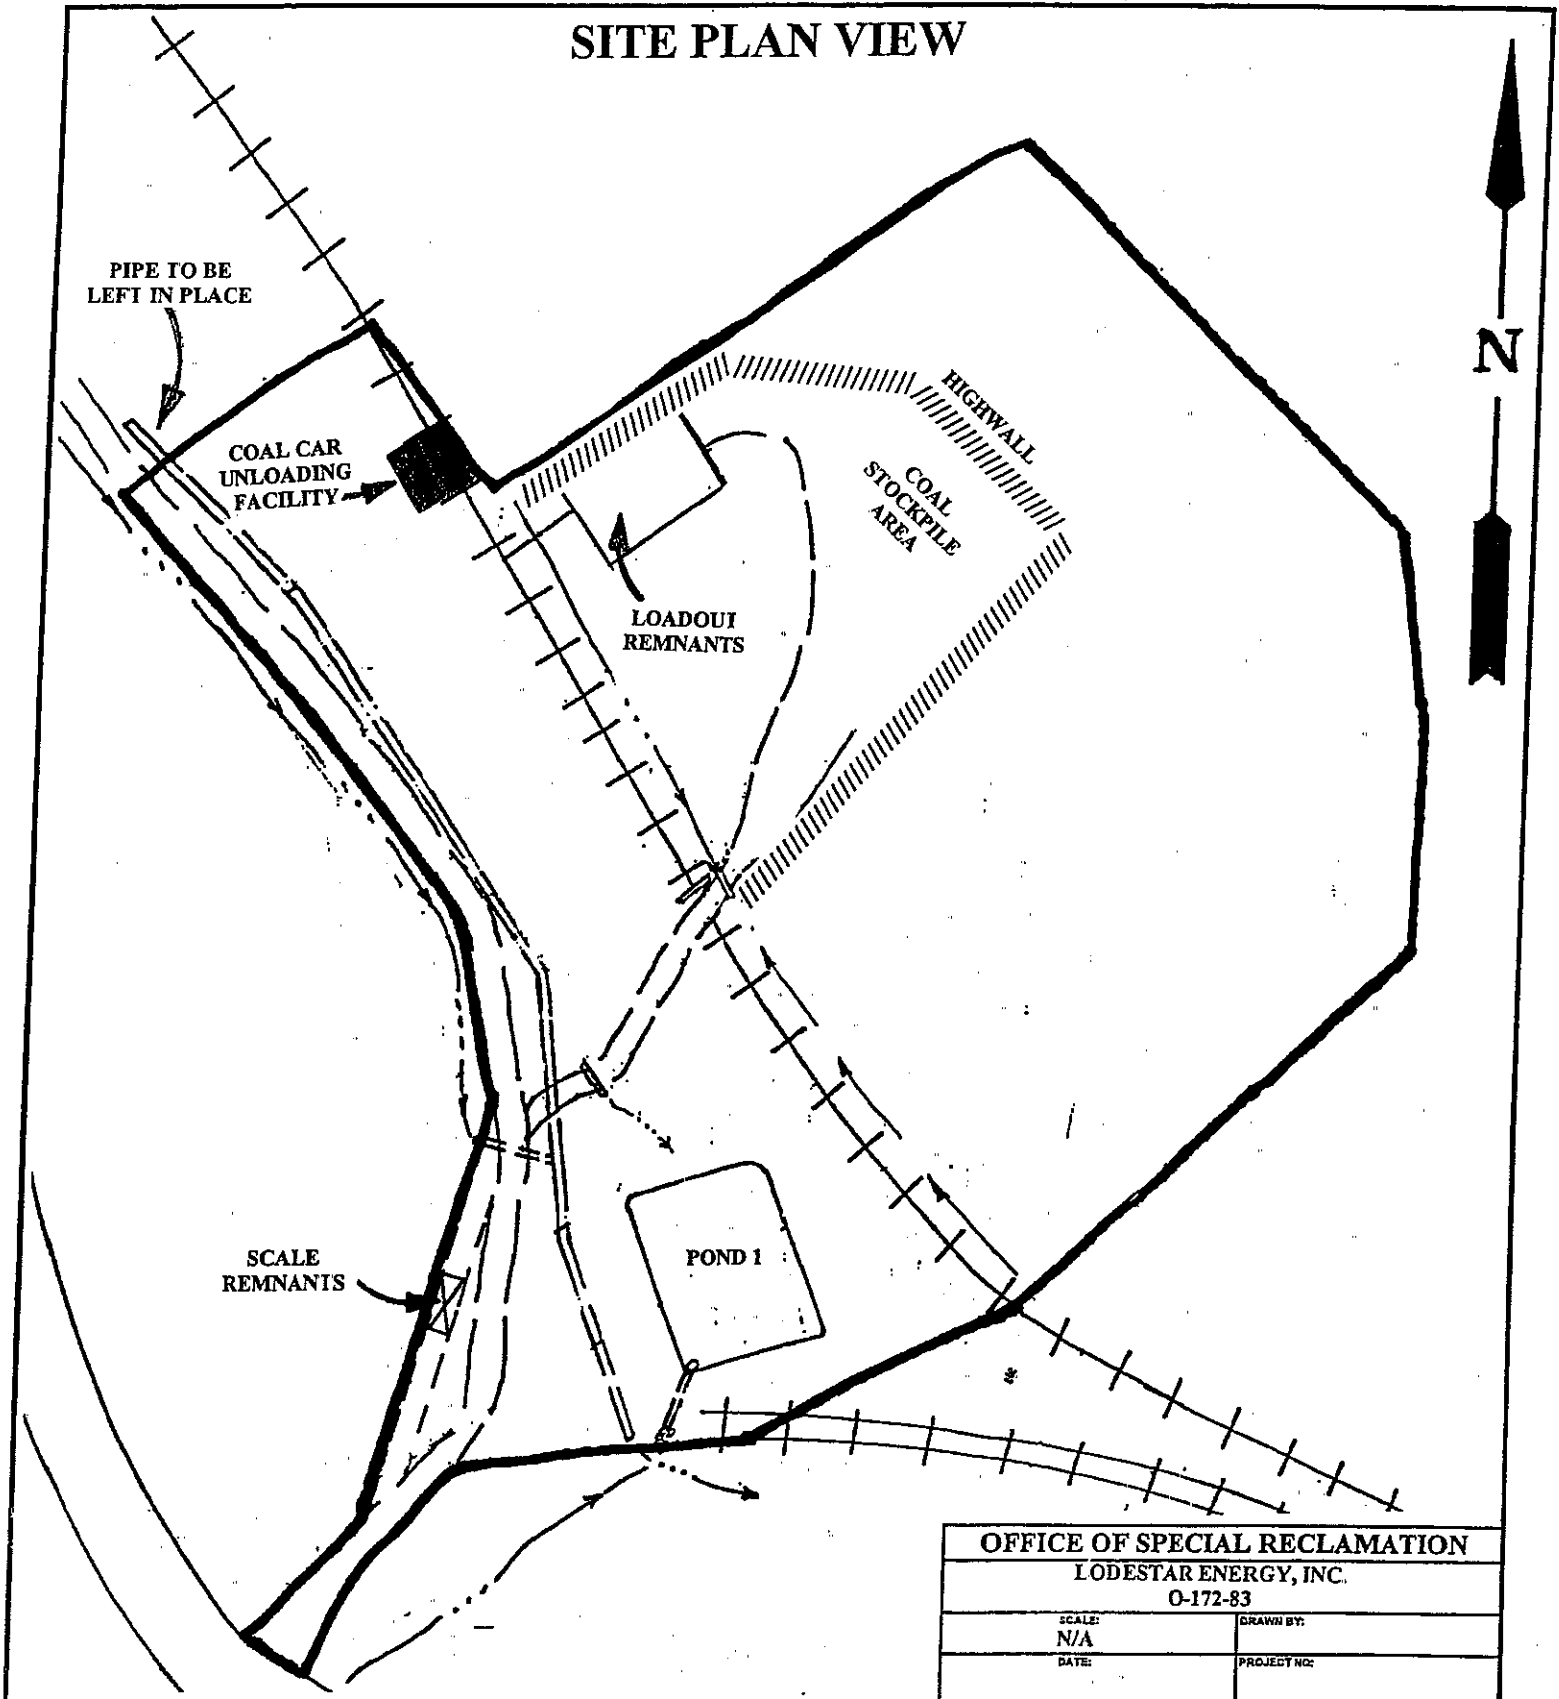 SITE PLAN VIEW
PIPE TO BE
LEFT IN PLACE
N
HIGHWALL
COAL CAR
UNLOADING
FACILITY
COAL
STOCKPILE
AREA
LOADOUT
REMNANTS
SCALE
REMNANTS
POND 1
OFFICE OF SPECIAL RECLAMATION
LODESTAR ENERGY, INC.
O-172-83
SCALE:
N/A
DRAWN BY:
DATE:
PROJECT NO: